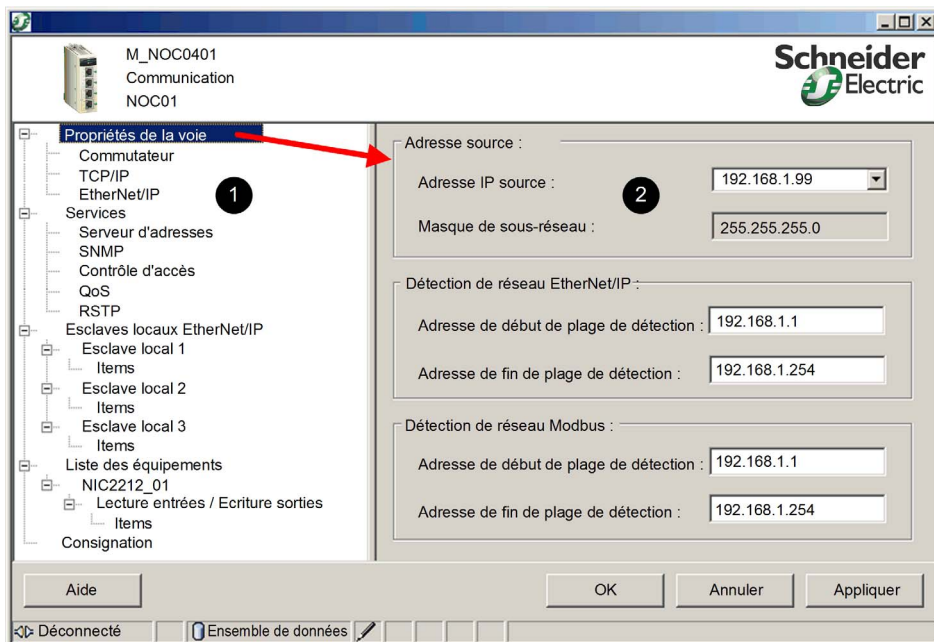 M_NOC0401
Communication
NOC01
Schneider
Electric
Propriétés de la voie
Commutateur
TCP/IP
EtherNet/IP
Services
Serveur d'adresses
SNMP
Contrôle d'accès
QoS
RSTP
Esclaves locaux EtherNet/IP
Esclave local 1
Items
Esclave local 2
Items
Esclave local 3
Items
Liste des équipements
NIC2212_01
Lecture entrées / Ecriture sorties
Items
Consignation
1
Adresse source :
Adresse IP source : 192.168.1.99
2
Masque de sous-réseau : 255.255.255.0
Détection de réseau EtherNet/IP :
Adresse de début de plage de détection : 192.168.1.1
Adresse de fin de plage de détection : 192.168.1.254
Détection de réseau Modbus :
Adresse de début de plage de détection : 192.168.1.1
Adresse de fin de plage de détection : 192.168.1.254
Aide OK Annuler Appliquer
Déconnecté Ensemble de données